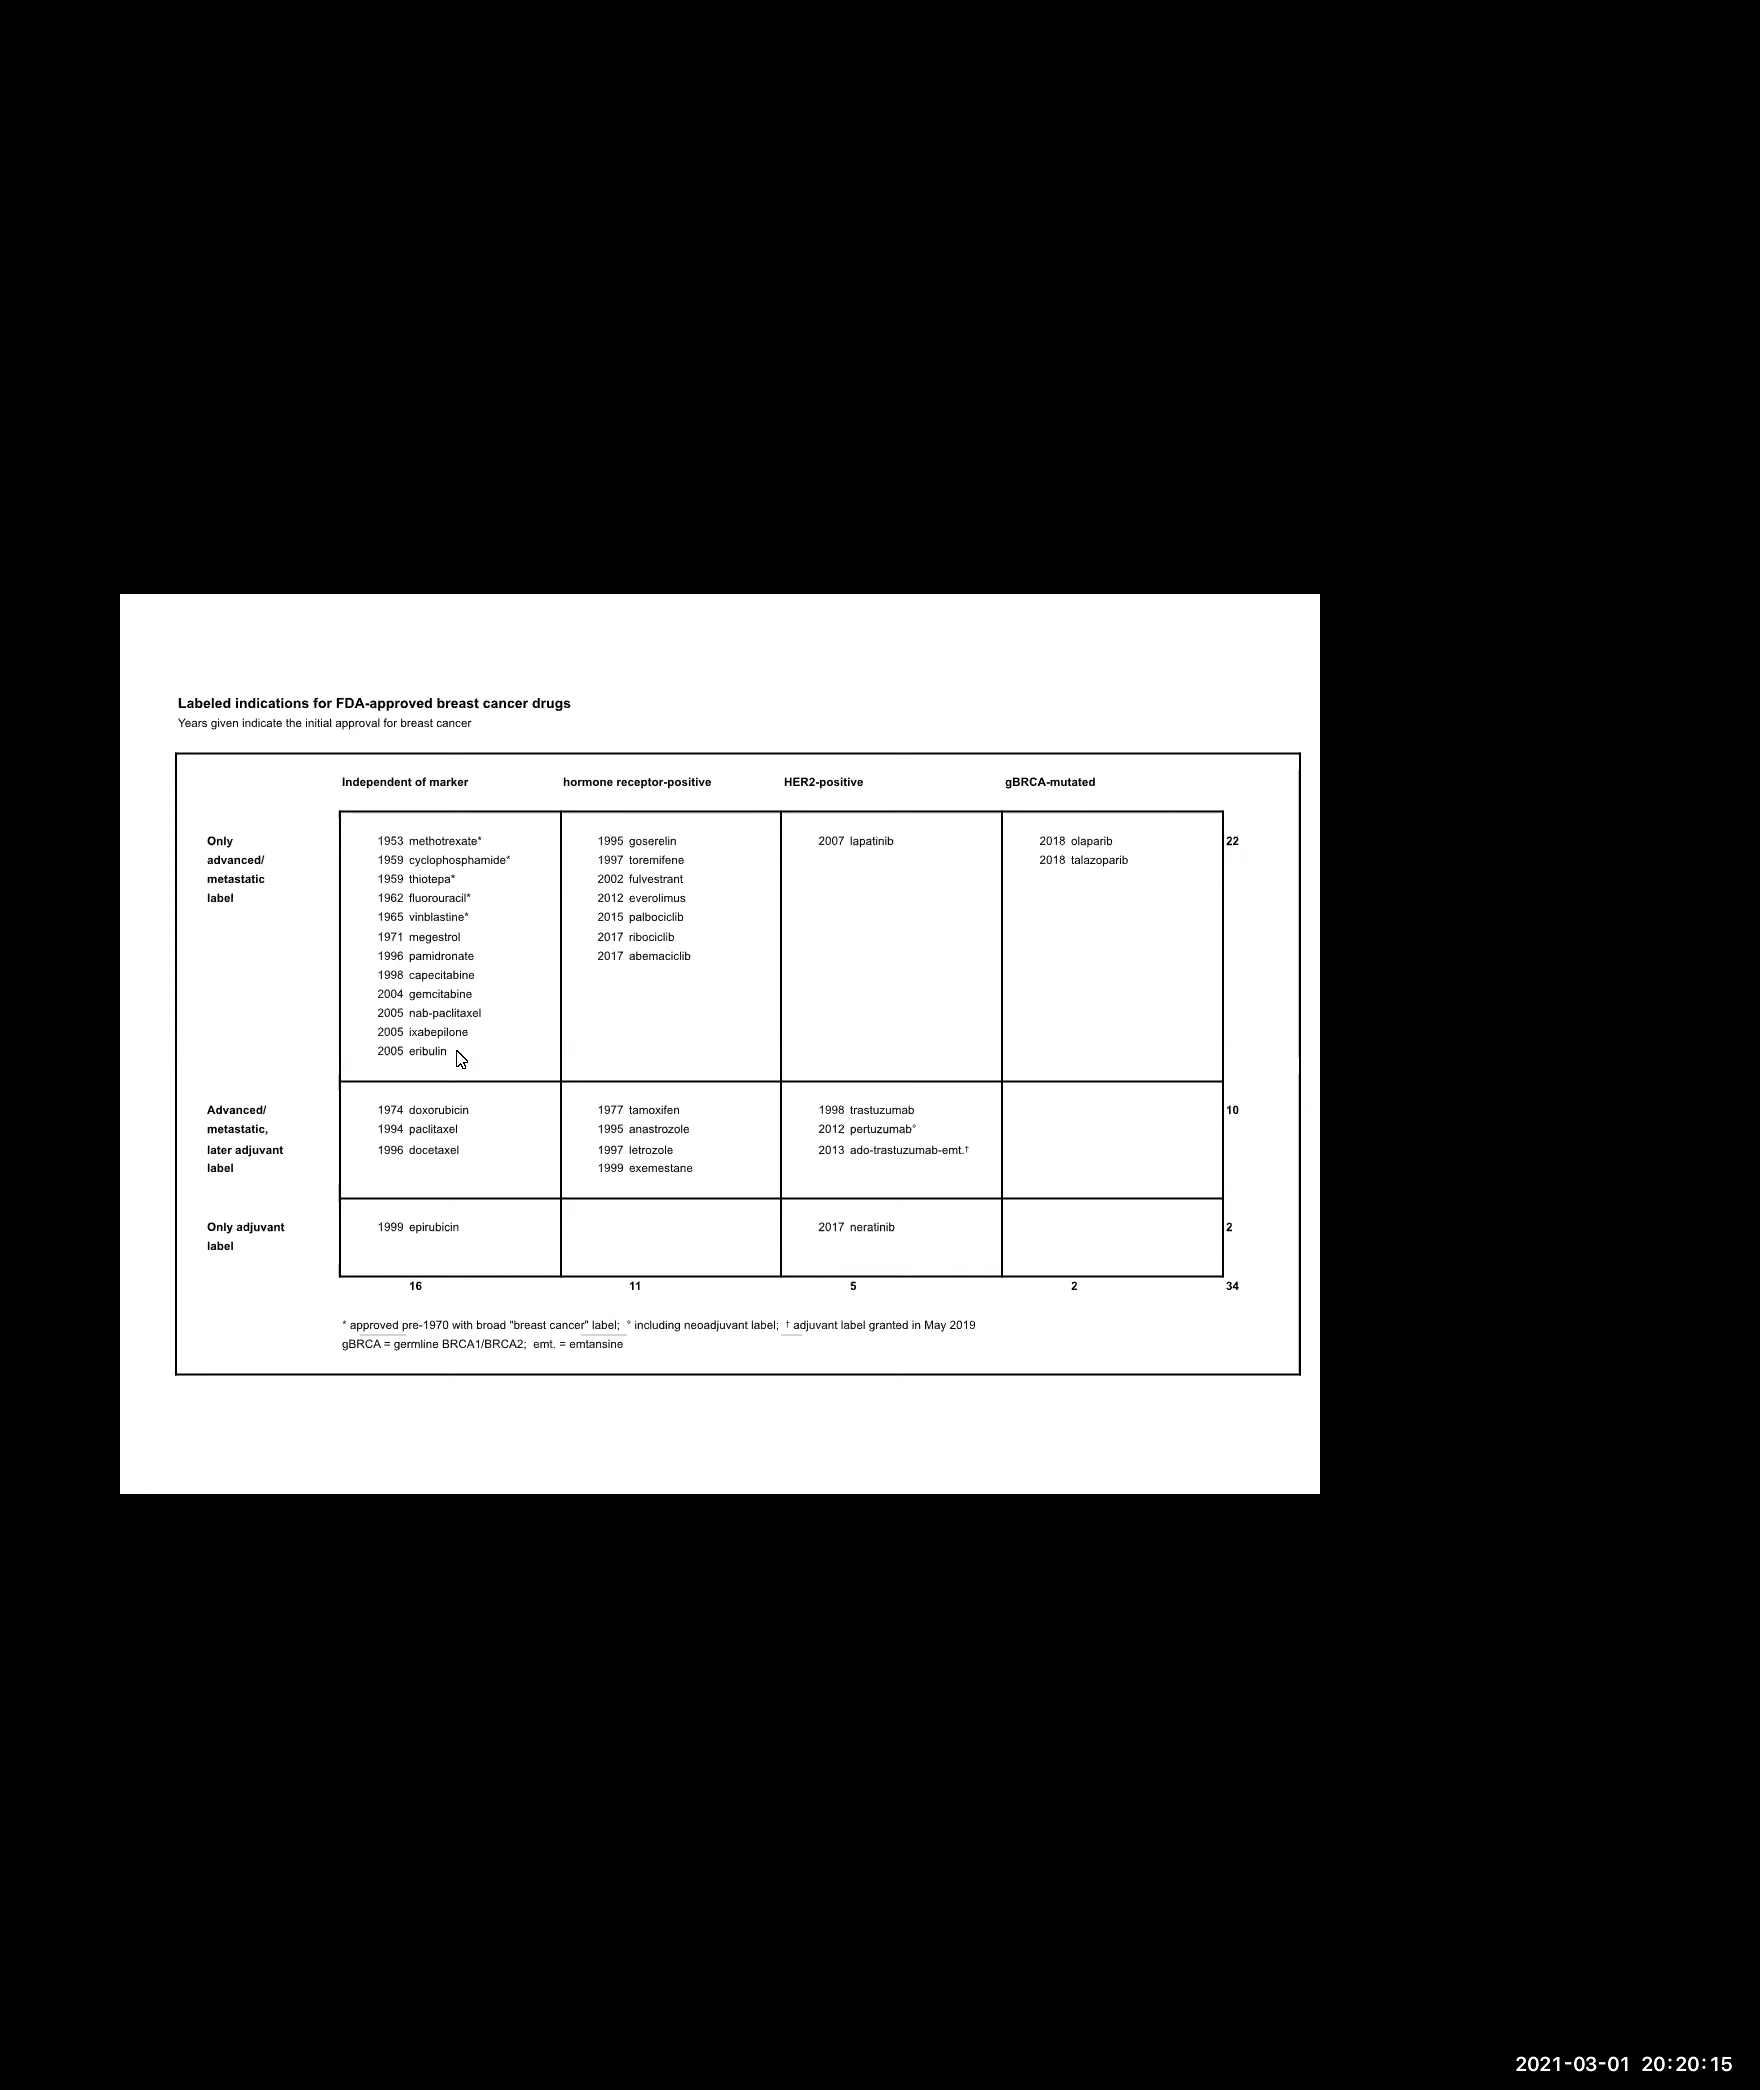 Labeled indications for FDA-approved breast cancer drugs
Years given indicate the initial approval for breast cancer
Independent of marker hormone receptor-positive HER2-positive gBRCA-mutated
Only 1953 methotrexate* 1995 goserelin 2007 lapatinib 2018 olaparib 22
advanced/ 1959 cyclophosphamide* 1997 toremifene 2018 talazoparib
metastatic 1959 thiotepa* 2002 fulvestrant
label 1962 fluorouracil* 2012 everolimus
1965 vinblastine* 2015 palbociclib
1971 megestrol 2017 ribociclib
1996 pamidronate 2017 abemaciclib
1998 capecitabine
2004 gemcitabine
2005 nab-paclitaxel
2005 ixabepilone
2005 eribulin
Advanced/ 1974 doxorubicin 1977 tamoxifen 1998 trastuzumab 10
metastatic, 1994 paclitaxel 1995 anastrozole 2012 pertuzumab°
later adjuvant 1996 docetaxel 1997 letrozole 2013 ado-trastuzumab-emt.†
label 1999 exemestane
Only adjuvant 1999 epirubicin 2017 neratinib 2
label
16 11 5 2 34
* approved pre-1970 with broad "breast cancer" label; ° including neoadjuvant label; † adjuvant label granted in May 2019
gBRCA = germline BRCA1/BRCA2; emt. = emtansine
2021-03-01 20:20:15